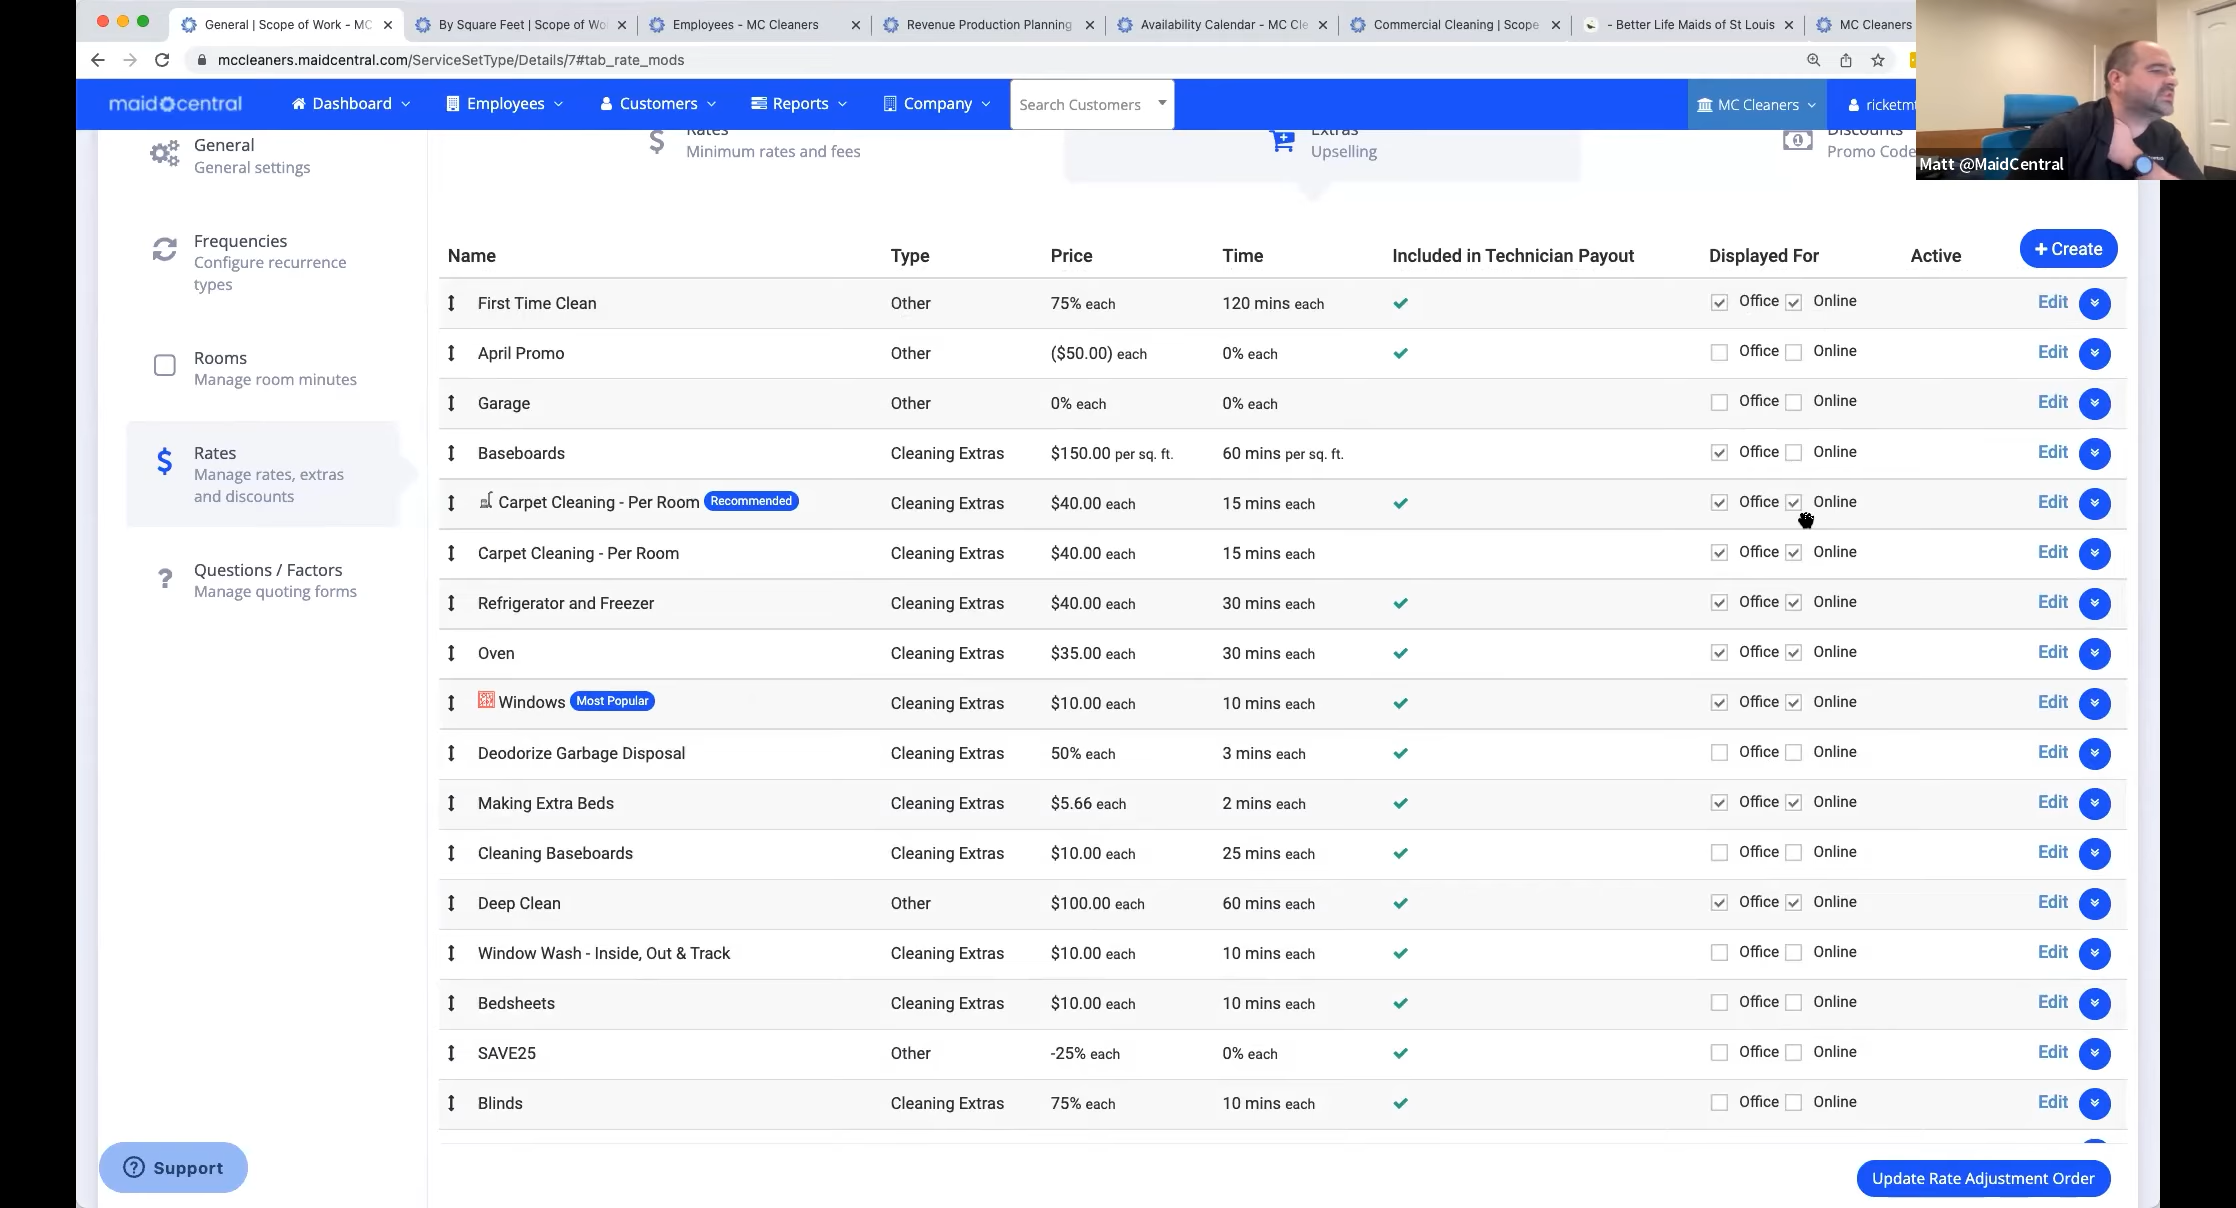 General | Scope of Work - MC
By Square Feet | Scope of Wo
Employees - MC Cleaners
Revenue Production Planning
Availability Calendar - MC Cle
Commercial Cleaning | Scope
- Better Life Maids of St Louis
MC Cleaners
mccleaners.maidcentral.com/ServiceSetType/Details/7#tab_rate_mods
maidcentral
Dashboard
Employees
Customers
Reports
Company
Search Customers
MC Cleaners
ricketmt
Matt @MaidCentral
General
General settings
Frequencies
Configure recurrence
types
Rooms
Manage room minutes
Rates
Manage rates, extras
and discounts
Questions / Factors
Manage quoting forms
Rates
Minimum rates and fees
Extras
Upselling
Discounts
Promo Code
Name Type Price Time Included in Technician Payout Displayed For Active + Create
First Time Clean Other 75% each 120 mins each Office Online Edit
April Promo Other ($50.00) each 0% each Office Online Edit
Garage Other 0% each 0% each Office Online Edit
Baseboards Cleaning Extras $150.00 per sq. ft. 60 mins per sq. ft. Office Online Edit
Carpet Cleaning - Per Room Recommended Cleaning Extras $40.00 each 15 mins each Office Online Edit
Carpet Cleaning - Per Room Cleaning Extras $40.00 each 15 mins each Office Online Edit
Refrigerator and Freezer Cleaning Extras $40.00 each 30 mins each Office Online Edit
Oven Cleaning Extras $35.00 each 30 mins each Office Online Edit
Windows Most Popular Cleaning Extras $10.00 each 10 mins each Office Online Edit
Deodorize Garbage Disposal Cleaning Extras 50% each 3 mins each Office Online Edit
Making Extra Beds Cleaning Extras $5.66 each 2 mins each Office Online Edit
Cleaning Baseboards Cleaning Extras $10.00 each 25 mins each Office Online Edit
Deep Clean Other $100.00 each 60 mins each Office Online Edit
Window Wash - Inside, Out & Track Cleaning Extras $10.00 each 10 mins each Office Online Edit
Bedsheets Cleaning Extras $10.00 each 10 mins each Office Online Edit
SAVE25 Other -25% each 0% each Office Online Edit
Blinds Cleaning Extras 75% each 10 mins each Office Online Edit
Support
Update Rate Adjustment Order